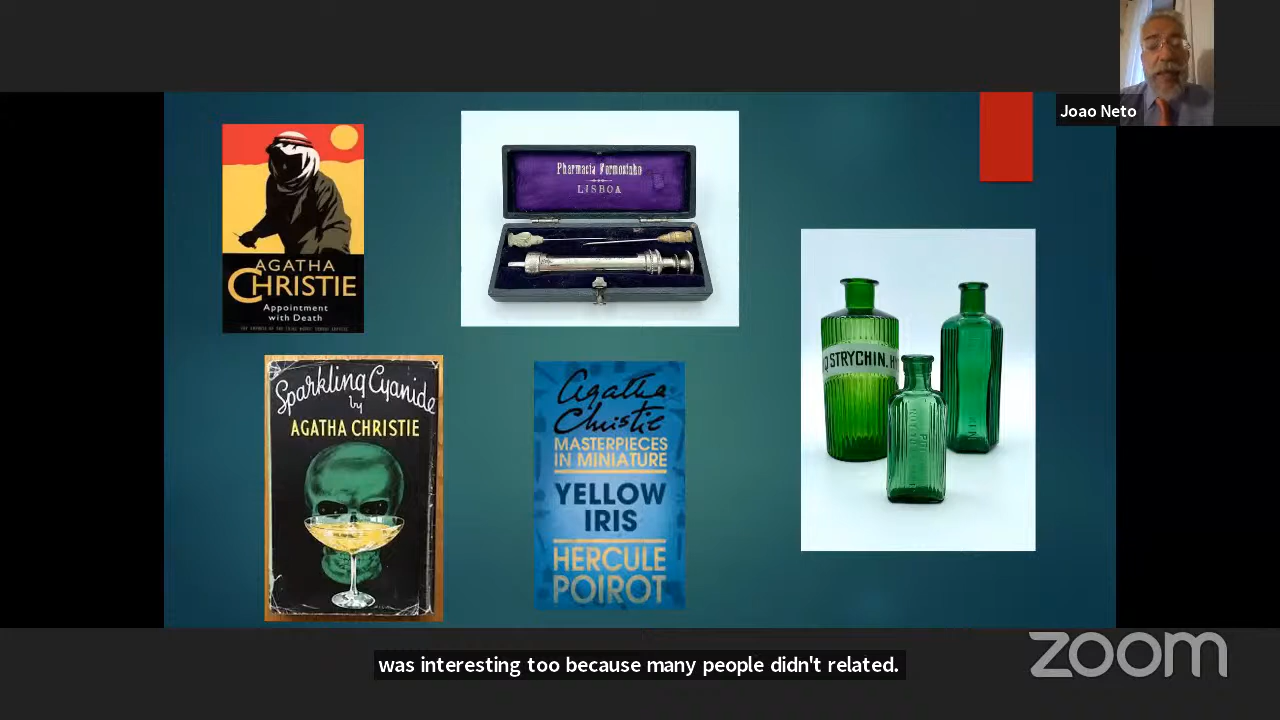 Joao Neto
AGATHA
CHRISTIE
Appointment
with Death
Pharmacia Formosinho
LISBOA
STRYCHIN. HY
Sparkling Cyanide
by
AGATHA CHRISTIE
Agatha
Christie
MASTERPIECES
IN MINIATURE
YELLOW
IRIS
HERCULE
POIROT
was interesting too because many people didn't related.
zoom